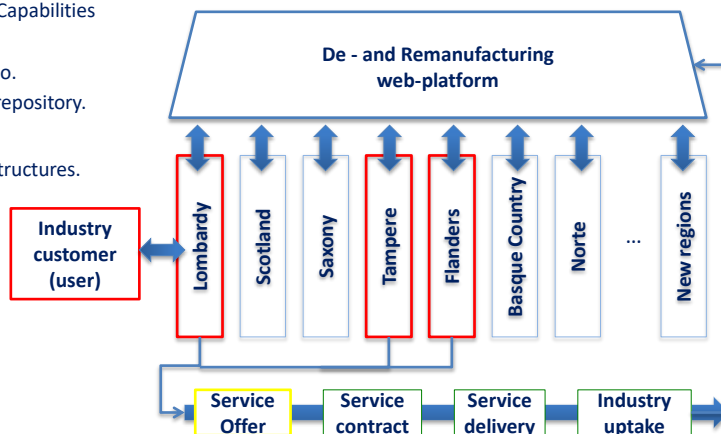 Capabilities
o.
repository.
tructures.
De - and Remanufacturing
web-platform
Industry
customer
(user)
Lombardy
Scotland
Saxony
Tampere
Flanders
Basque Country
Norte
...
New regions
Service
Offer
Service
contract
Service
delivery
Industry
uptake